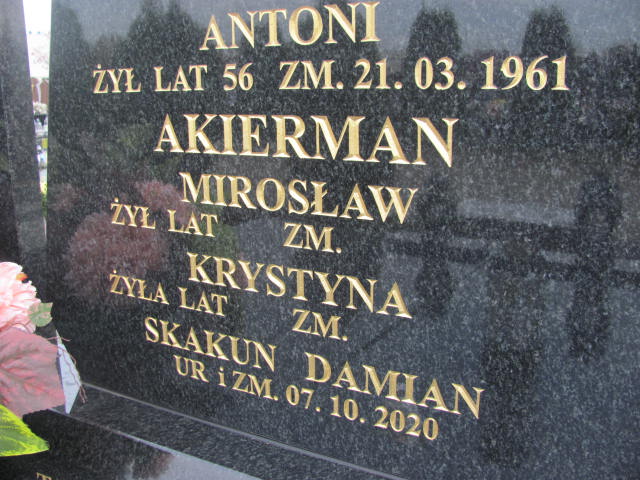 ANTONI
ŻYŁ LAT 56 ZM. 21. 03. 1961
AKIERMAN
MIROSŁAW
ŻYŁ LAT ZM.
KRYSTYNA
ŻYŁA LAT ZM.
SKAKUN DAMIAN
UR i ZM. 07. 10. 2020